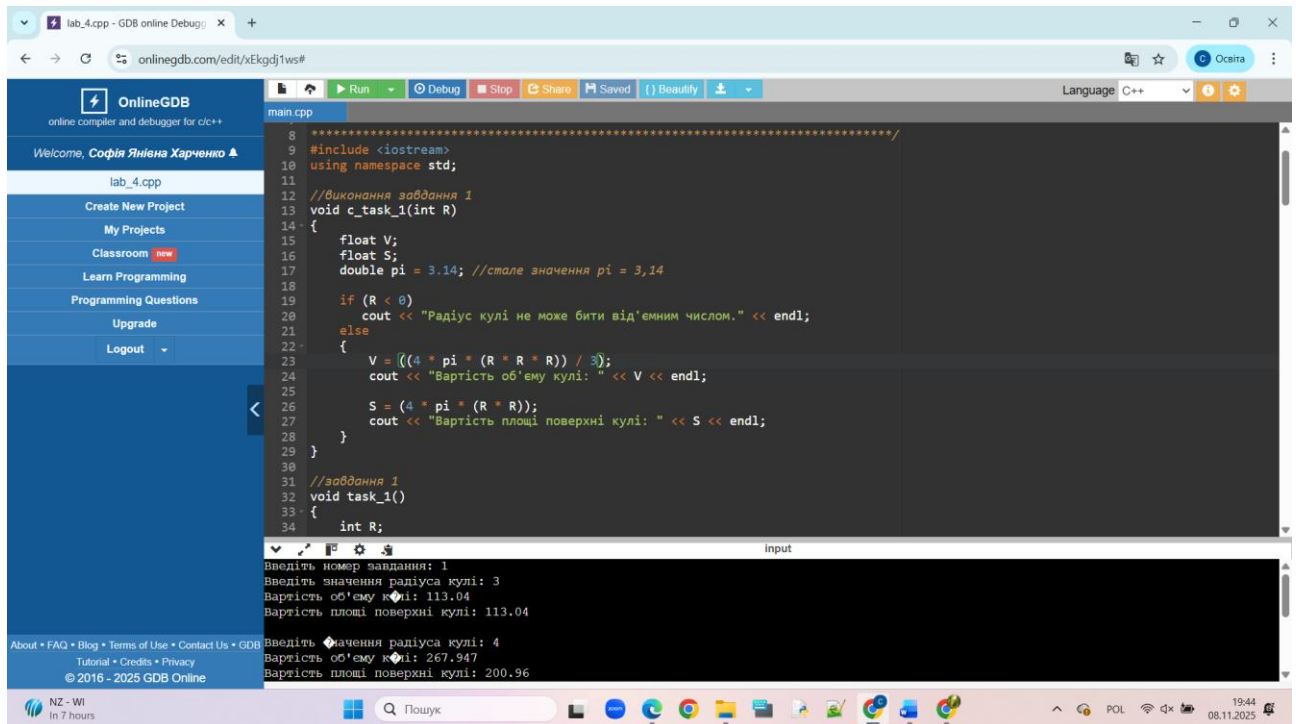 lab_4.cpp - GDB online Debugg
onlinegdb.com/edit/xEkgdj1ws#
Освіта
OnlineGDB
online compiler and debugger for c/c++
Welcome, Софія Янівна Харченко
lab_4.cpp
Create New Project
My Projects
Classroom new
Learn Programming
Programming Questions
Upgrade
Logout
About • FAQ • Blog • Terms of Use • Contact Us • GDB
Tutorial • Credits • Privacy
© 2016 - 2025 GDB Online
Run Debug Stop Share Saved {} Beautify
Language C++
main.cpp
8 *******************************************************************************/
9 #include <iostream>
10 using namespace std;
11
12 //виконання завдання 1
13 void c_task_1(int R)
14 {
15 float V;
16 float S;
17 double pi = 3.14; //стале значення pi = 3,14
18
19 if (R < 0)
20 cout << "Радіус кулі не може бити від'ємним числом." << endl;
21 else
22 {
23 V = ((4 * pi * (R * R * R)) / 3);
24 cout << "Вартість об'єму кулі: " << V << endl;
25
26 S = (4 * pi * (R * R));
27 cout << "Вартість площі поверхні кулі: " << S << endl;
28 }
29 }
30
31 //завдання 1
32 void task_1()
33 {
34 int R;
input
Введіть номер завдання: 1
Введіть значення радіуса кулі: 3
Вартість об'єму к�лі: 113.04
Вартість площі поверхні кулі: 113.04
Введіть �начення радіуса кулі: 4
Вартість об'єму к�лі: 267.947
Вартість площі поверхні кулі: 200.96
NZ - WI
In 7 hours
Пошук
zoom
POL
19:44
08.11.2025